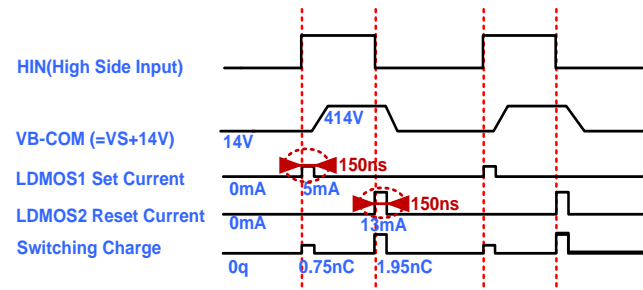 HIN(High Side Input)
414V
VB-COM (=VS+14V)
14V
150ns
LDMOS1 Set Current
0mA
5mA
150ns
LDMOS2 Reset Current
0mA
13mA
Switching Charge
0q
0.75nC
1.95nC